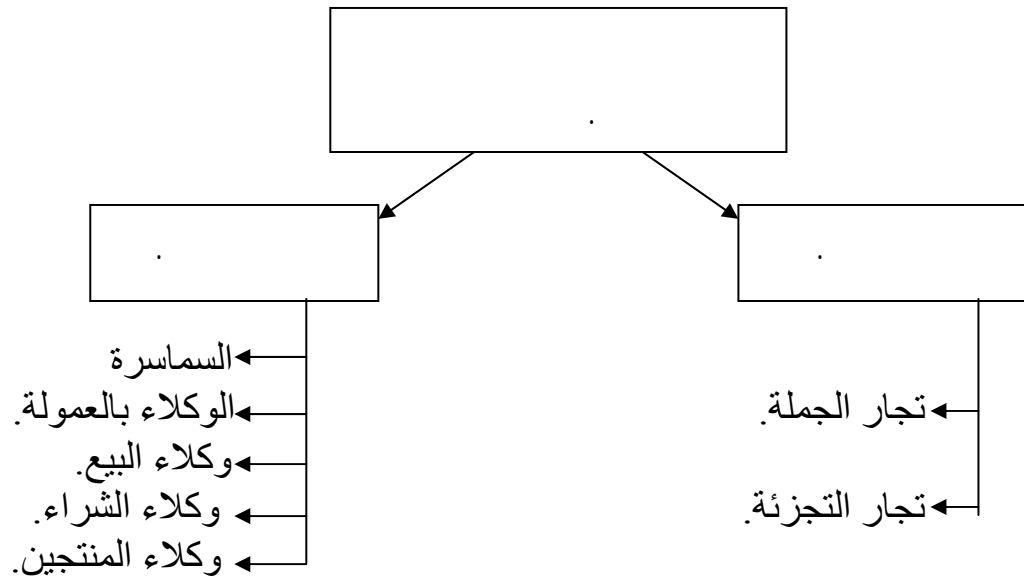 .
.
.
تجار الجملة.
تجار التجزئة.
السماسرة
الوكلاء بالعمولة.
وكلاء البيع.
وكلاء الشراء.
وكلاء المنتجين.